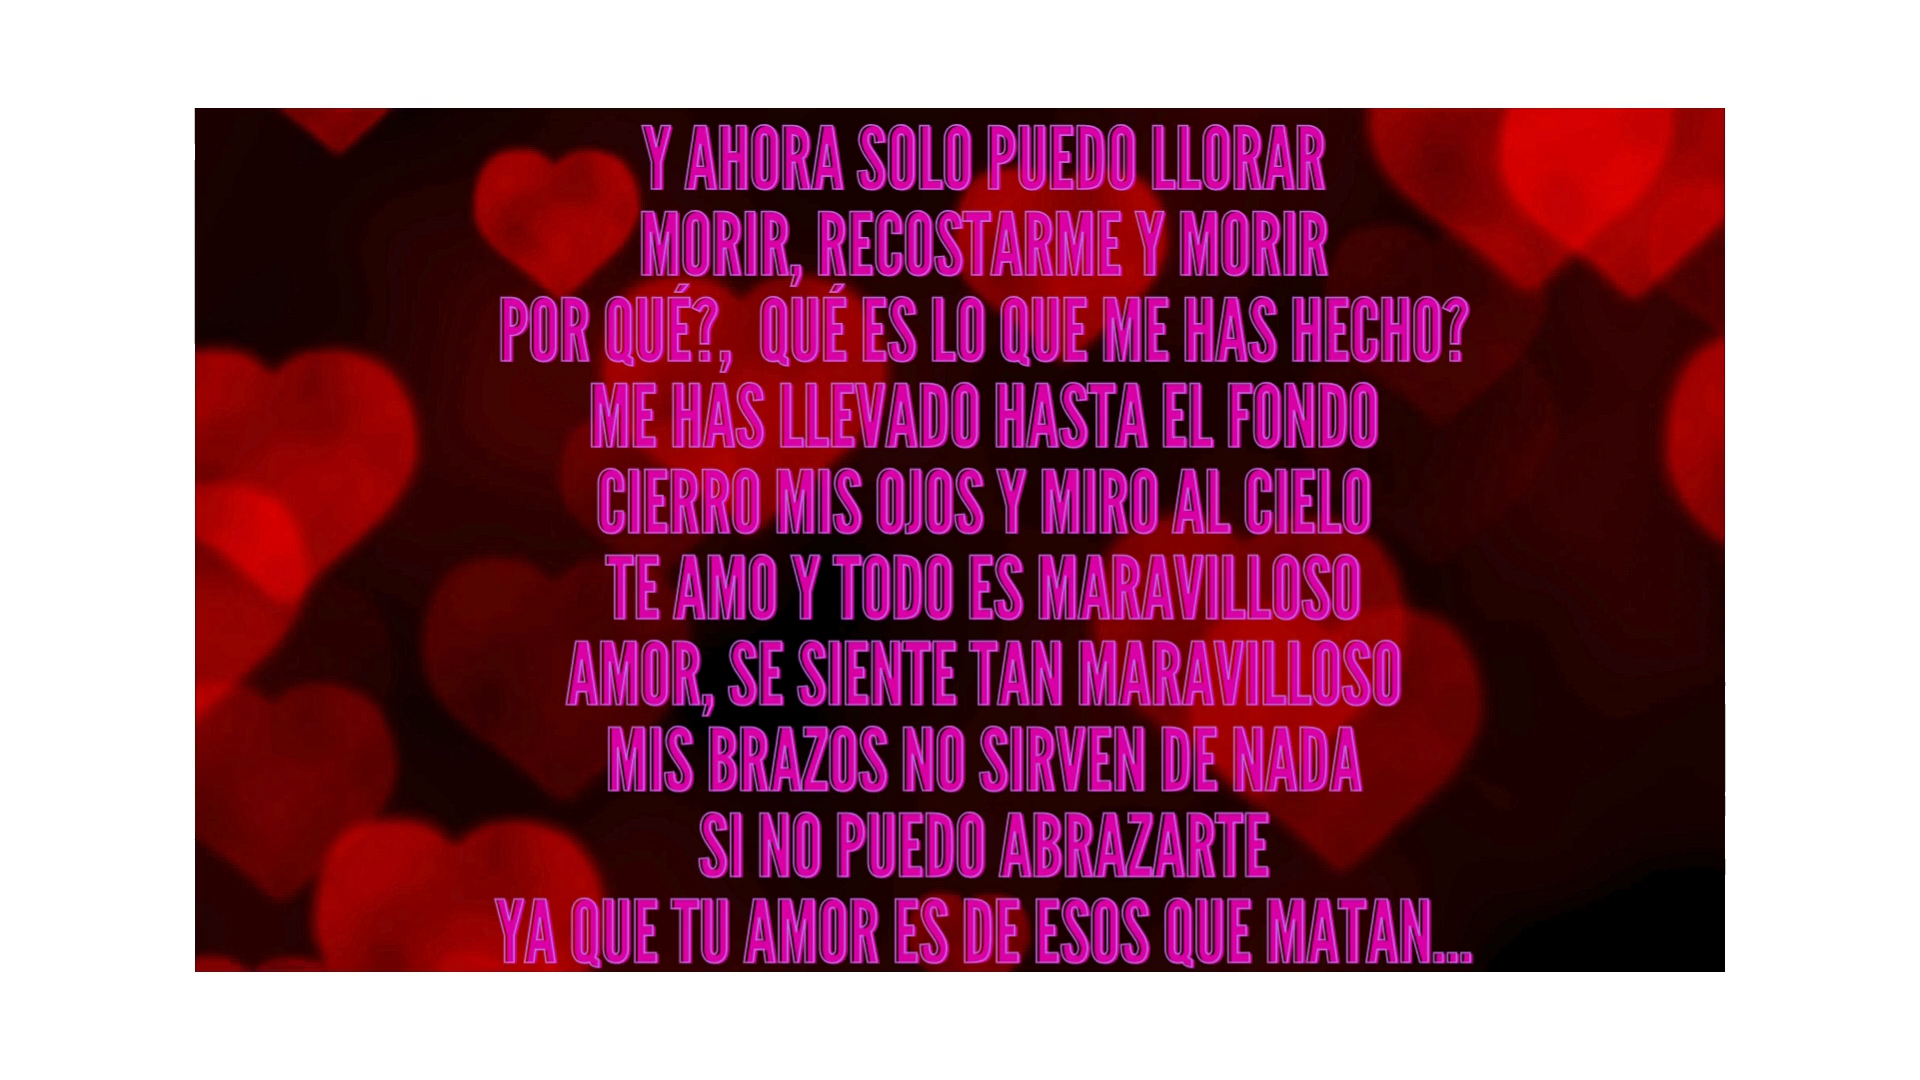 Y AHORA SOLO PUEDO LLORAR
MORIR, RECOSTARME Y MORIR
POR QUÉ?, QUÉ ES LO QUE ME HAS HECHO?
ME HAS LLEVADO HASTA EL FONDO
CIERRO MIS OJOS Y MIRO AL CIELO
TE AMO Y TODO ES MARAVILLOSO
AMOR, SE SIENTE TAN MARAVILLOSO
MIS BRAZOS NO SIRVEN DE NADA
SI NO PUEDO ABRAZARTE
YA QUE TU AMOR ES DE ESOS QUE MATAN...